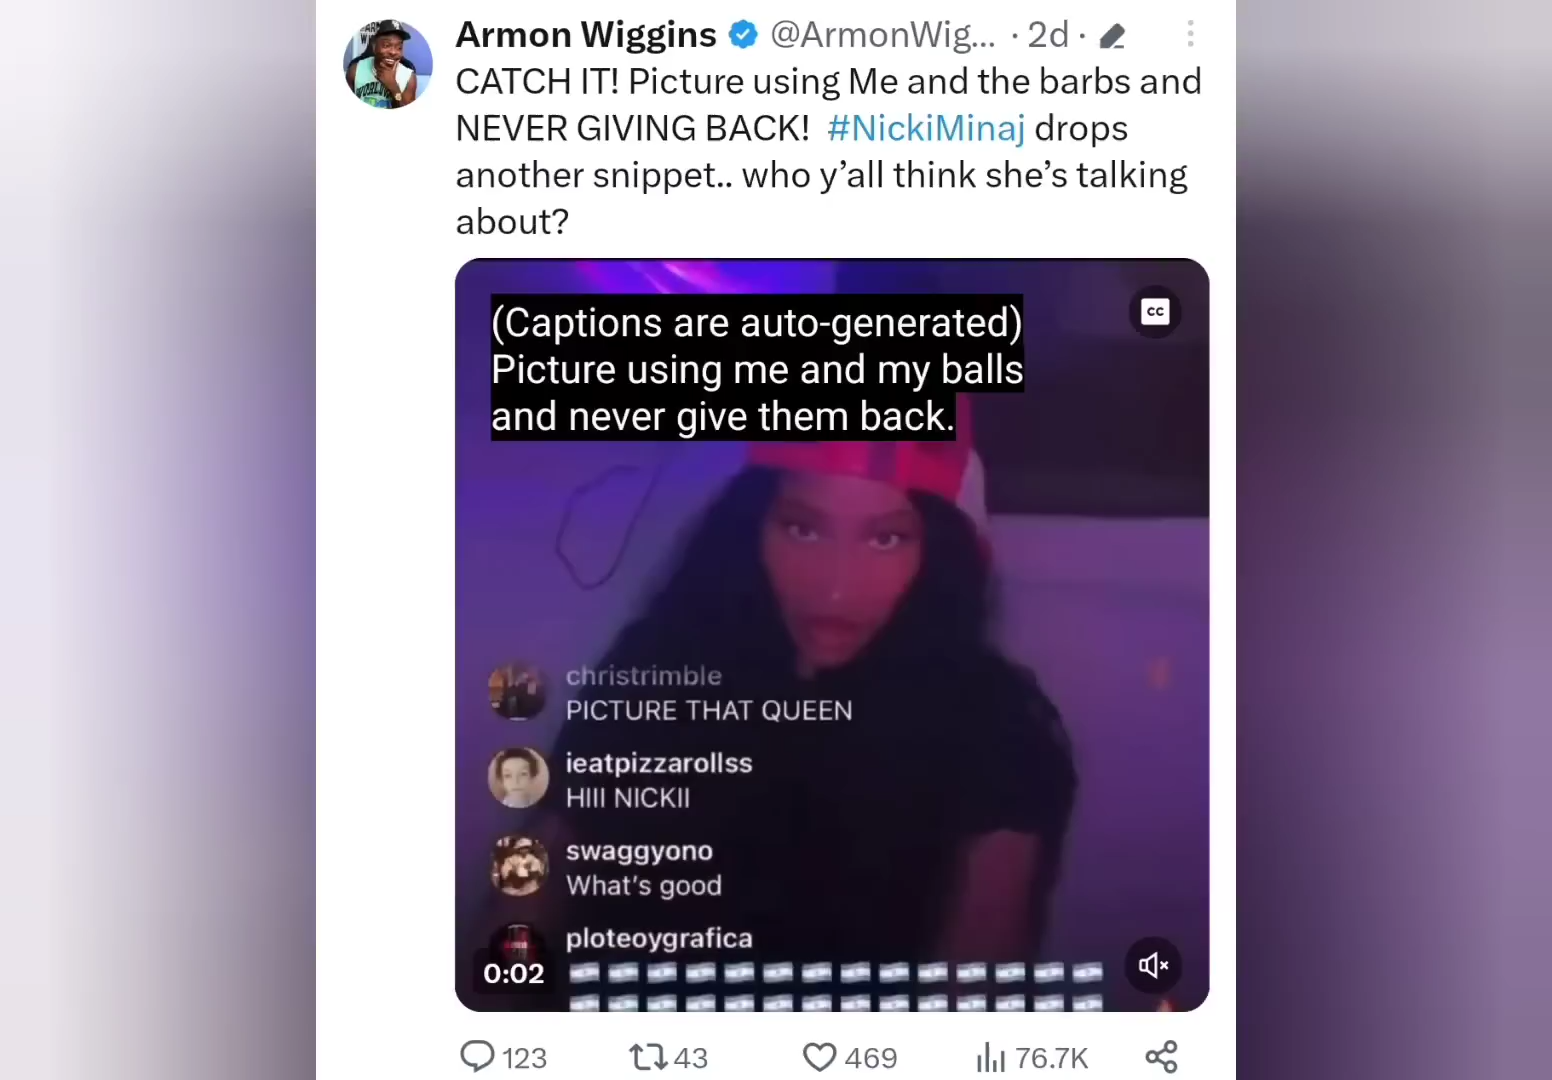 Armon Wiggins @ArmonWig... · 2d ·
CATCH IT! Picture using Me and the barbs and
NEVER GIVING BACK! #NickiMinaj drops
another snippet.. who y’all think she’s talking
about?
(Captions are auto-generated)
Picture using me and my balls
and never give them back.
CC
christrimble
PICTURE THAT QUEEN
ieatpizzarollss
HIII NICKII
swaggyono
What's good
ploteoygrafica
0:02
123 43 469 76.7K